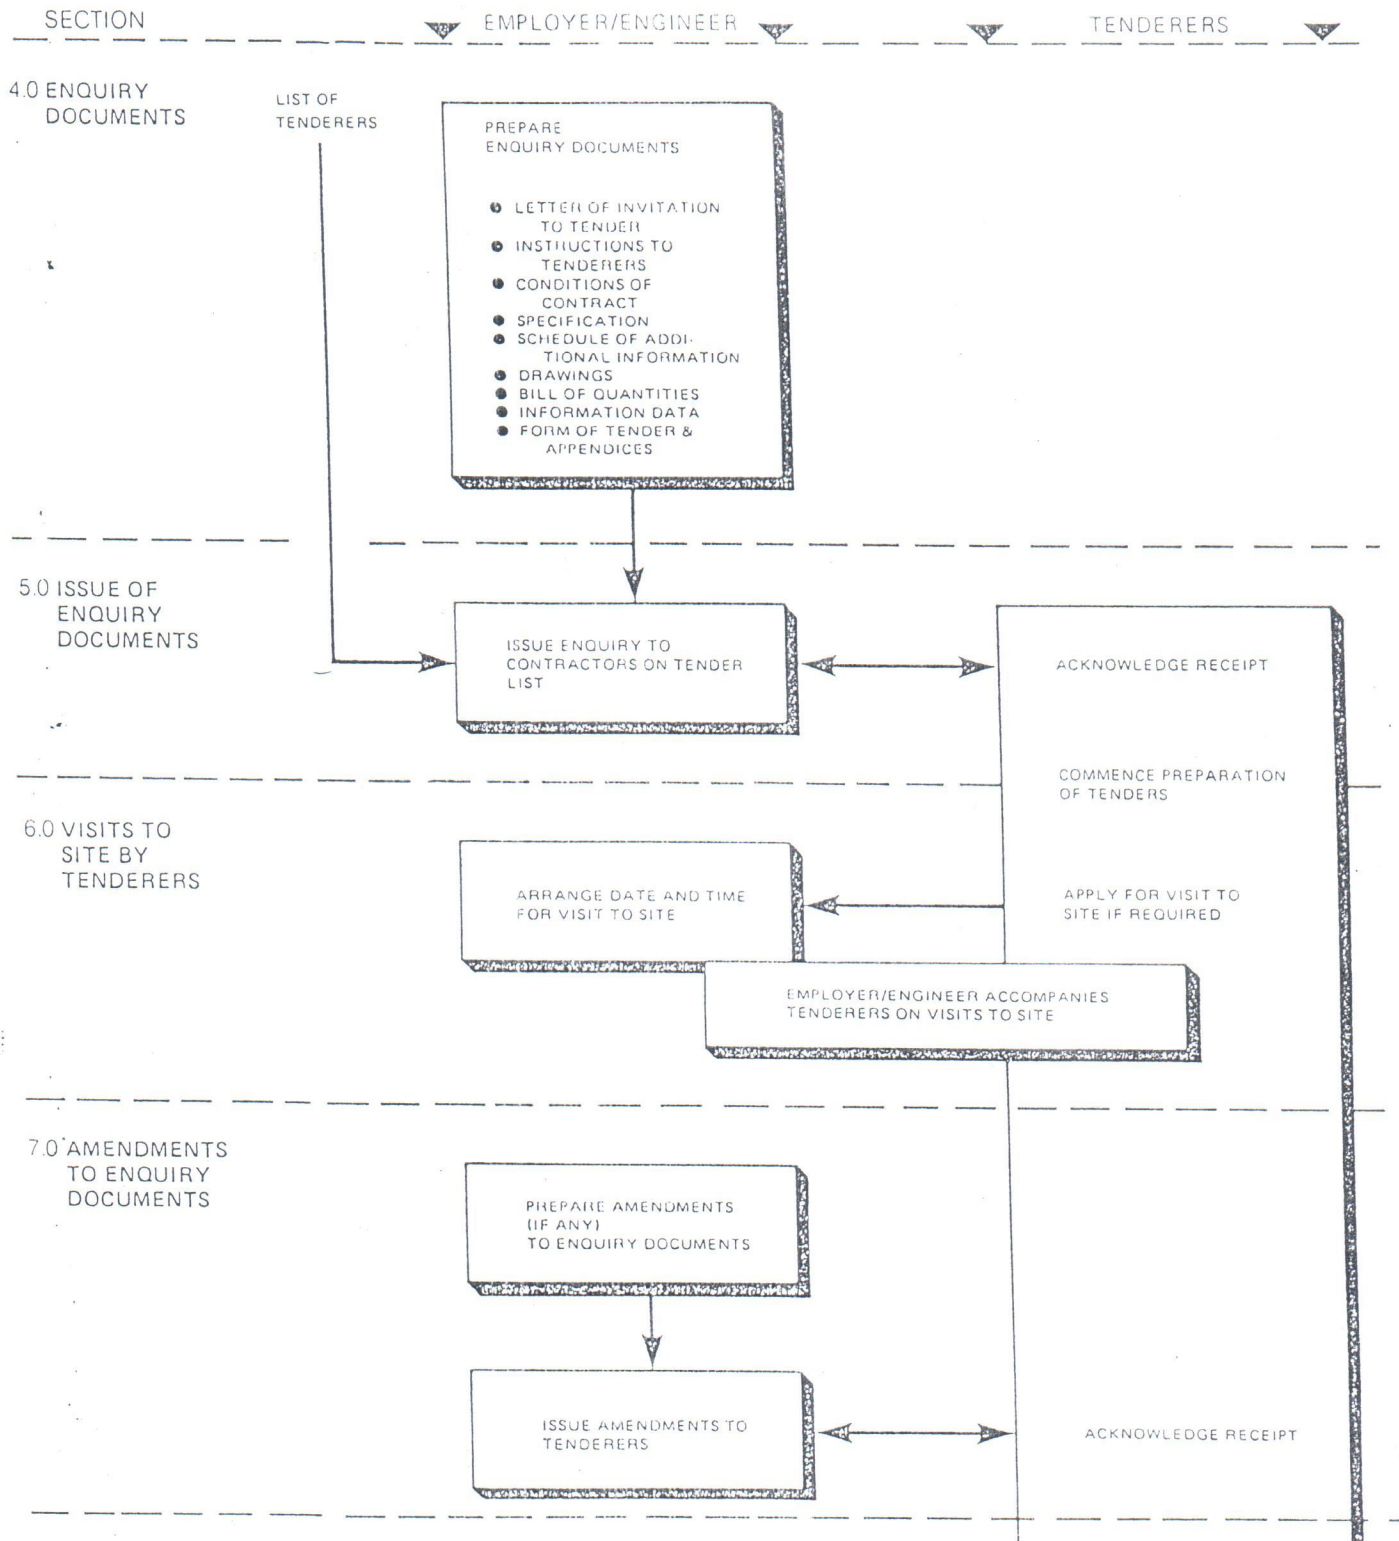 SECTION
EMPLOYER/ENGINEER
TENDERERS
4.0 ENQUIRY
DOCUMENTS
LIST OF
TENDERERS
PREPARE
ENQUIRY DOCUMENTS
LETTER OF INVITATION
TO TENDER
INSTRUCTIONS TO
TENDERERS
CONDITIONS OF
CONTRACT
SPECIFICATION
SCHEDULE OF ADDI-
TIONAL INFORMATION
DRAWINGS
BILL OF QUANTITIES
INFORMATION DATA
FORM OF TENDER &
APPENDICES
5.0 ISSUE OF
ENQUIRY
DOCUMENTS
ISSUE ENQUIRY TO
CONTRACTORS ON TENDER
LIST
ACKNOWLEDGE RECEIPT
COMMENCE PREPARATION
OF TENDERS
6.0 VISITS TO
SITE BY
TENDERERS
ARRANGE DATE AND TIME
FOR VISIT TO SITE
APPLY FOR VISIT TO
SITE IF REQUIRED
EMPLOYER/ENGINEER ACCOMPANIES
TENDERERS ON VISITS TO SITE
7.0 AMENDMENTS
TO ENQUIRY
DOCUMENTS
PREPARE AMENDMENTS
(IF ANY)
TO ENQUIRY DOCUMENTS
ISSUE AMENDMENTS TO
TENDERERS
ACKNOWLEDGE RECEIPT